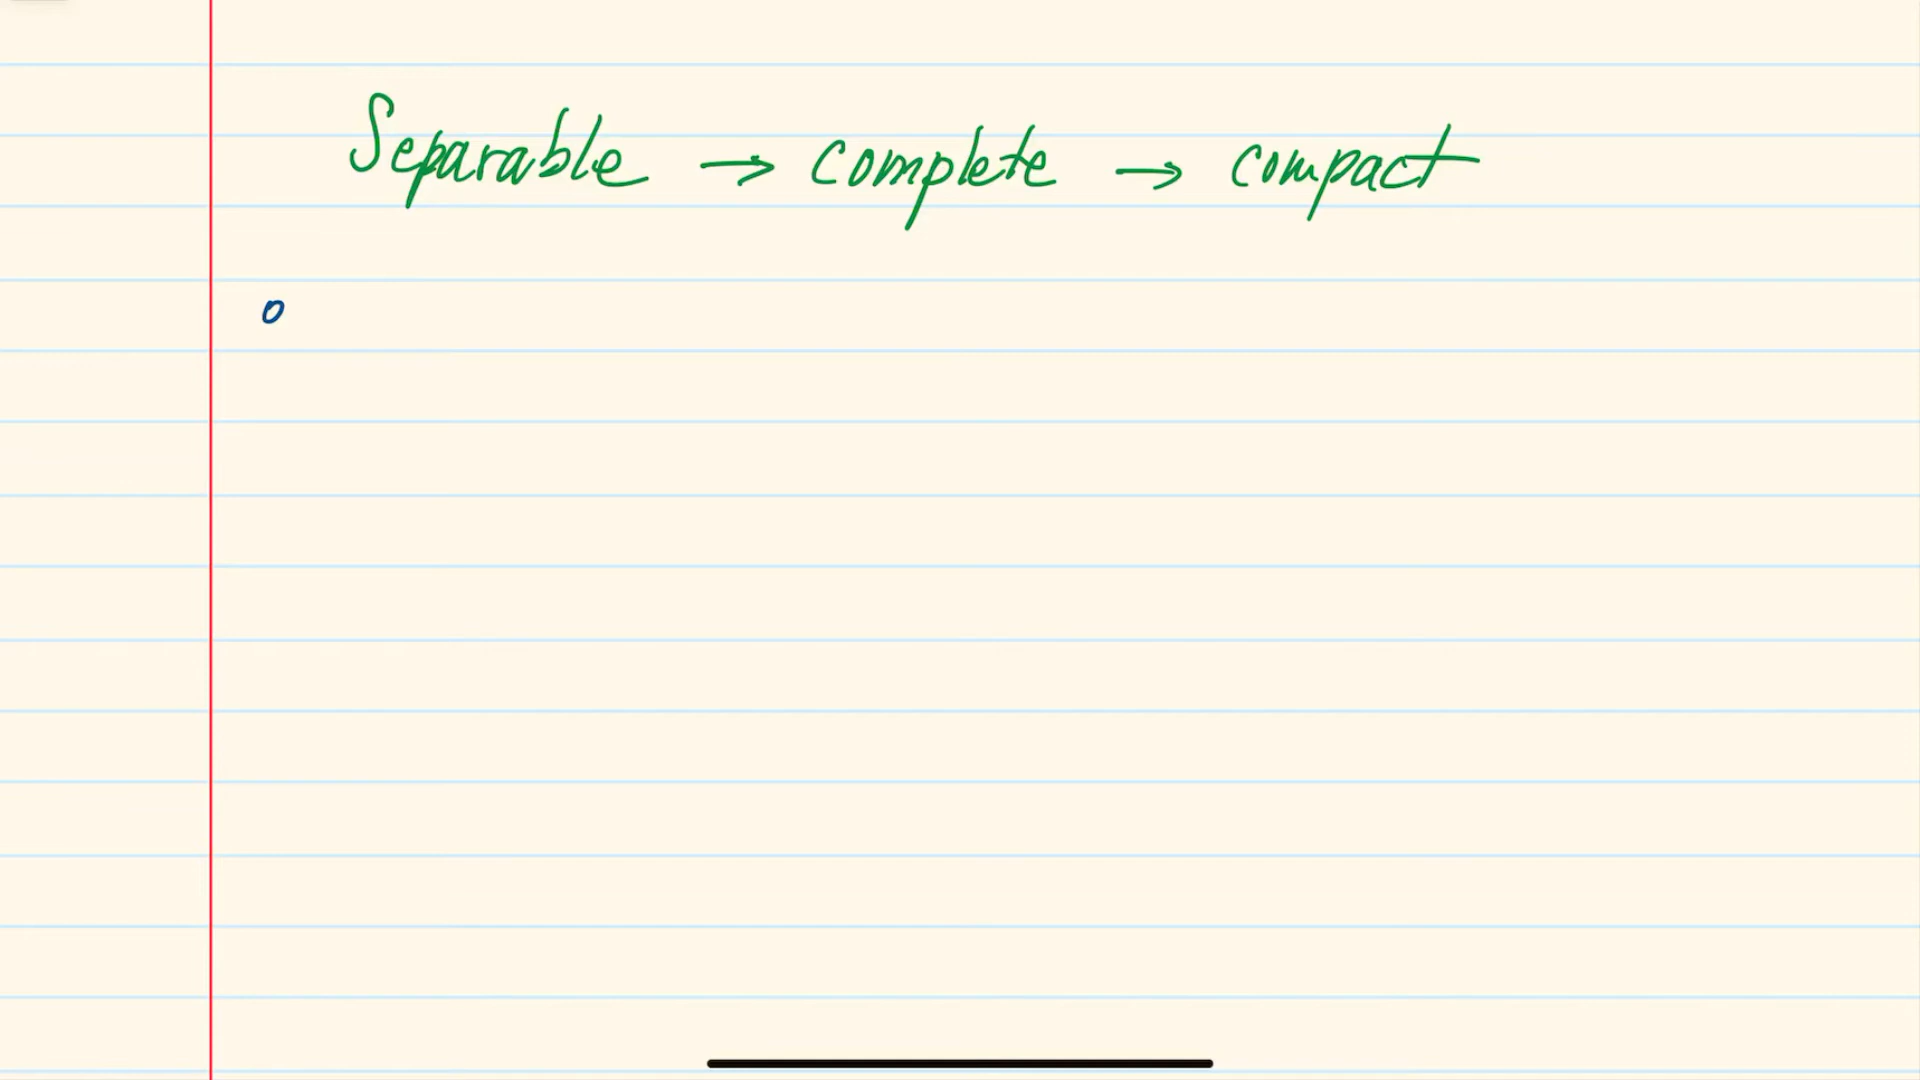 Separable → complete → compact
o